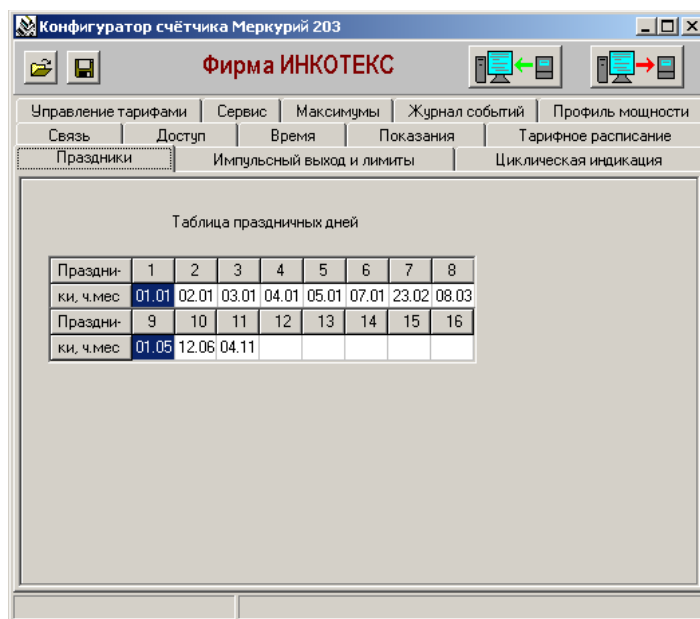 Конфигуратор счётчика Меркурий 203
Фирма ИНКОТЕКС
Управление тарифами Сервис Максимумы Журнал событий Профиль мощности
Связь Доступ Время Показания Тарифное расписание
Праздники Импульсный выход и лимиты Циклическая индикация
Таблица праздничных дней
Праздни- 1 2 3 4 5 6 7 8
ки, ч.мес 01.01 02.01 03.01 04.01 05.01 07.01 23.02 08.03
Праздни- 9 10 11 12 13 14 15 16
ки, ч.мес 01.05 12.06 04.11